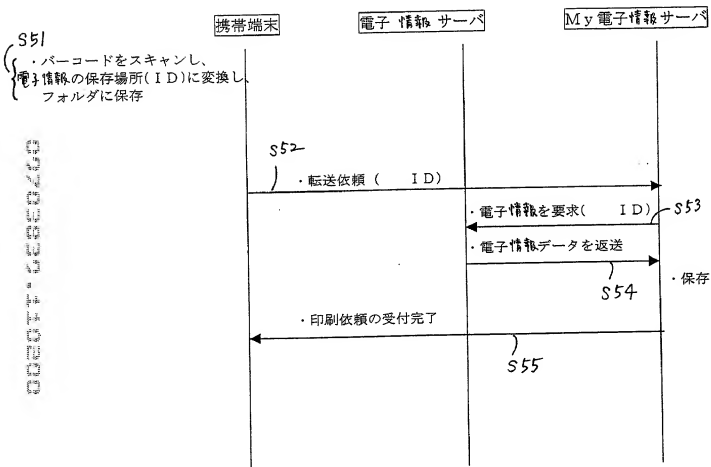 携帯端末
電子 情報 サーバ
My電子情報サーバ
S51
・バーコードをスキャンし、
電子情報の保存場所(ID)に変換し、
フォルダに保存
S52
・転送依頼( ID)
・電子情報を要求( ID)
S53
・電子情報データを返送
S54
・保存
・印刷依頼の受付完了
S55